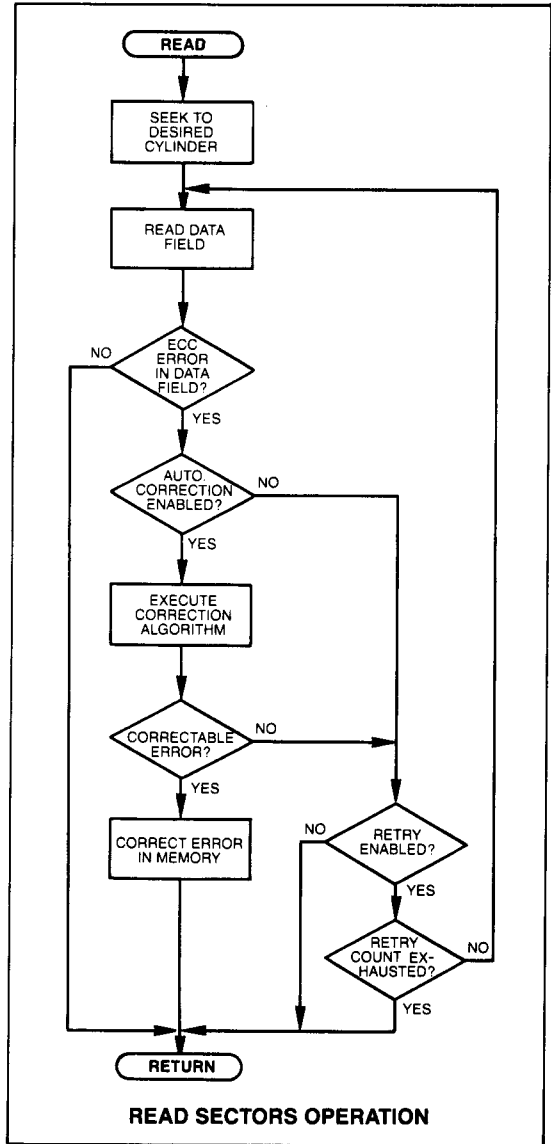 READ
SEEK TO
DESIRED
CYLINDER
READ DATA
FIELD
ECC
ERROR
IN DATA
FIELD?
NO
YES
AUTO.
CORRECTION
ENABLED?
NO
YES
EXECUTE
CORRECTION
ALGORITHM
CORRECTABLE
ERROR?
NO
YES
CORRECT ERROR
IN MEMORY
RETRY
ENABLED?
NO
YES
RETRY
COUNT EX-
HAUSTED?
NO
YES
RETURN
READ SECTORS OPERATION